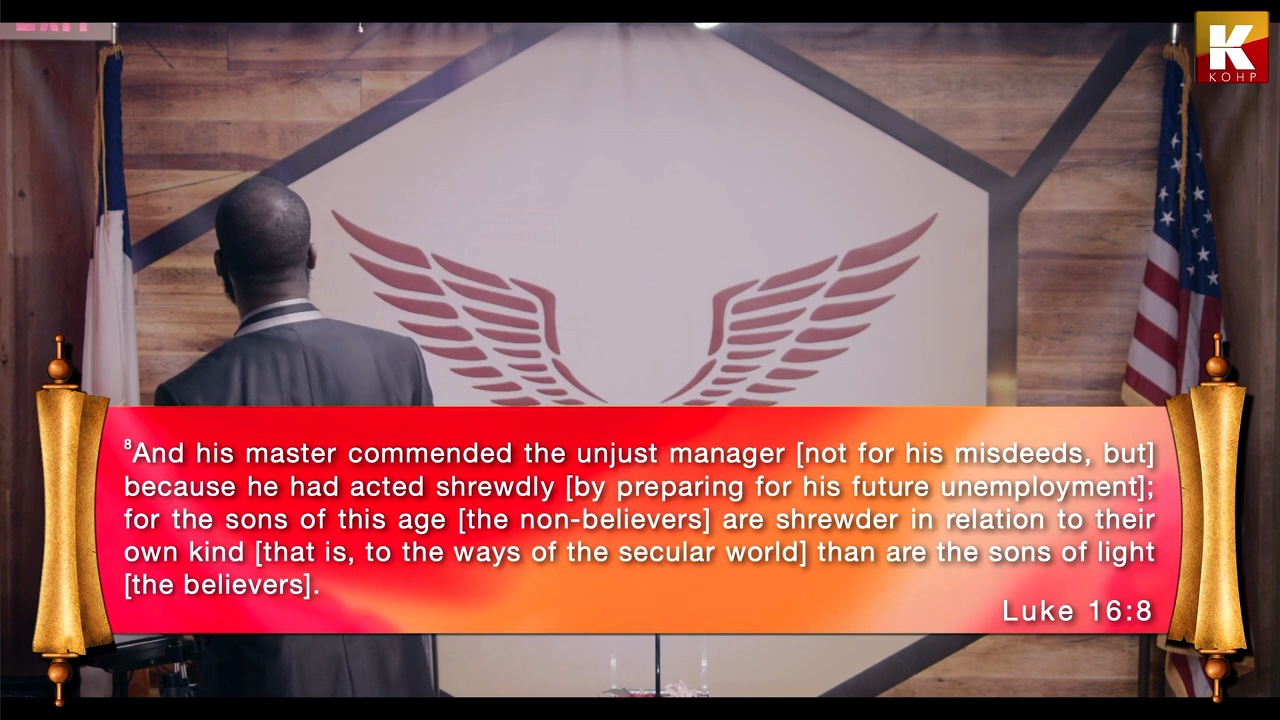 EXIT
K
KOHP
⁸And his master commended the unjust manager [not for his misdeeds, but]
because he had acted shrewdly [by preparing for his future unemployment];
for the sons of this age [the non-believers] are shrewder in relation to their
own kind [that is, to the ways of the secular world] than are the sons of light
[the believers].
Luke 16:8